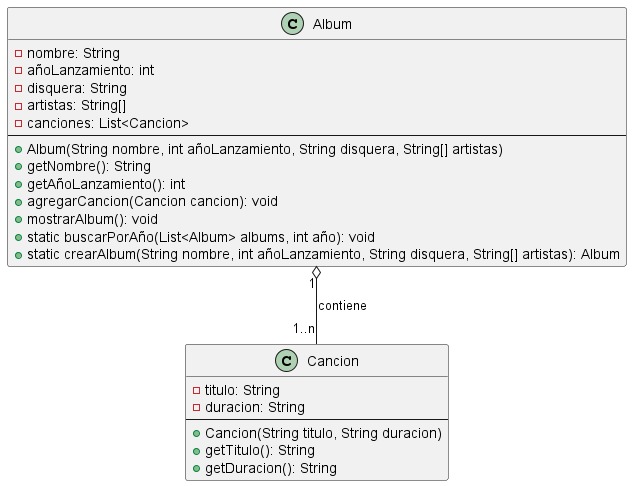 C Album
nombre: String
añoLanzamiento: int
disquera: String
artistas: String[]
canciones: List<Cancion>
Album(String nombre, int añoLanzamiento, String disquera, String[] artistas)
getNombre(): String
getAñoLanzamiento(): int
agregarCancion(Cancion cancion): void
mostrarAlbum(): void
static buscarPorAño(List<Album> albums, int año): void
static crearAlbum(String nombre, int añoLanzamiento, String disquera, String[] artistas): Album
1
contiene
1..n
C Cancion
titulo: String
duracion: String
Cancion(String titulo, String duracion)
getTitulo(): String
getDuracion(): String